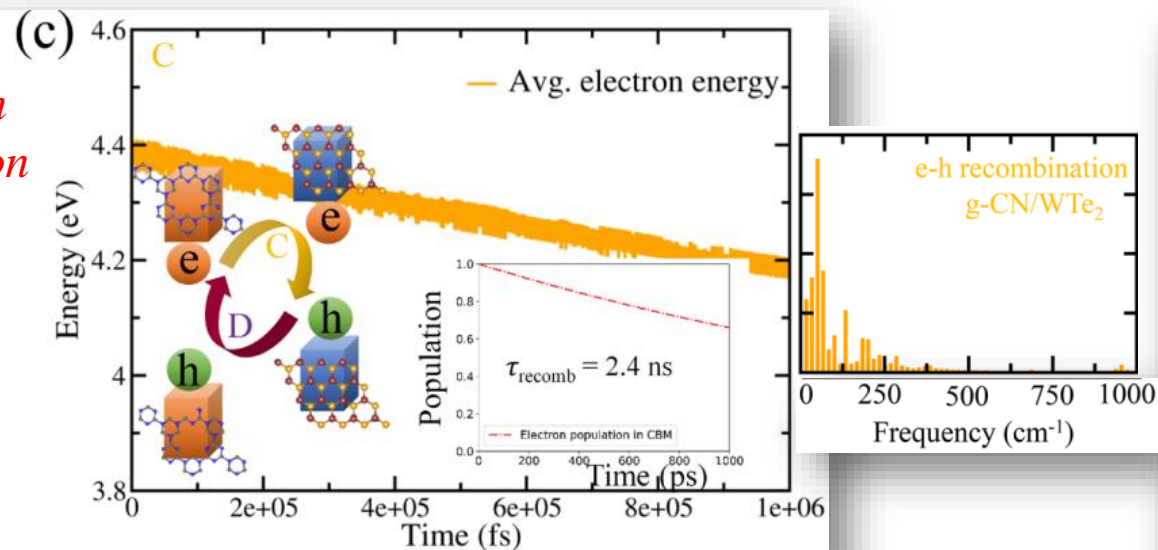 (c)
n
on
C
Avg. electron energy
Energy (eV)
4.6
4.4
4.2
4
3.8
0
2e+05
4e+05
6e+05
8e+05
1e+06
Time (fs)
e
e
C
D
h
h
Population
1.0
0.8
0.6
0.4
0.2
0.0
τrecomb = 2.4 ns
Electron population in CBM
0
200
400
600
800
1000
Time (ps)
e-h recombination
g-CN/WTe2
0
250
500
750
1000
Frequency (cm-1)